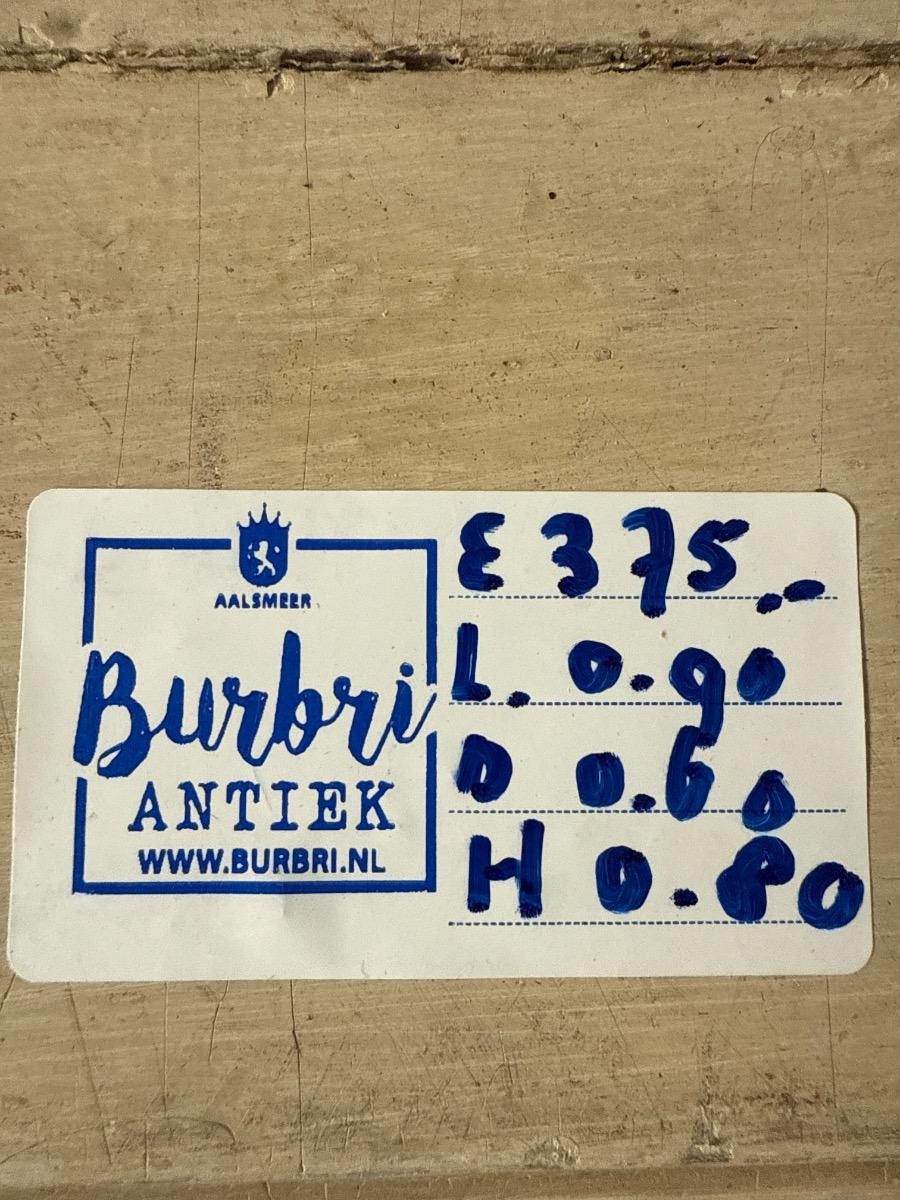 AALSMEER
Burbri
ANTIEK
WWW.BURBRI.NL
€ 375.-
L. 0.90
D 0.60
H 0.80